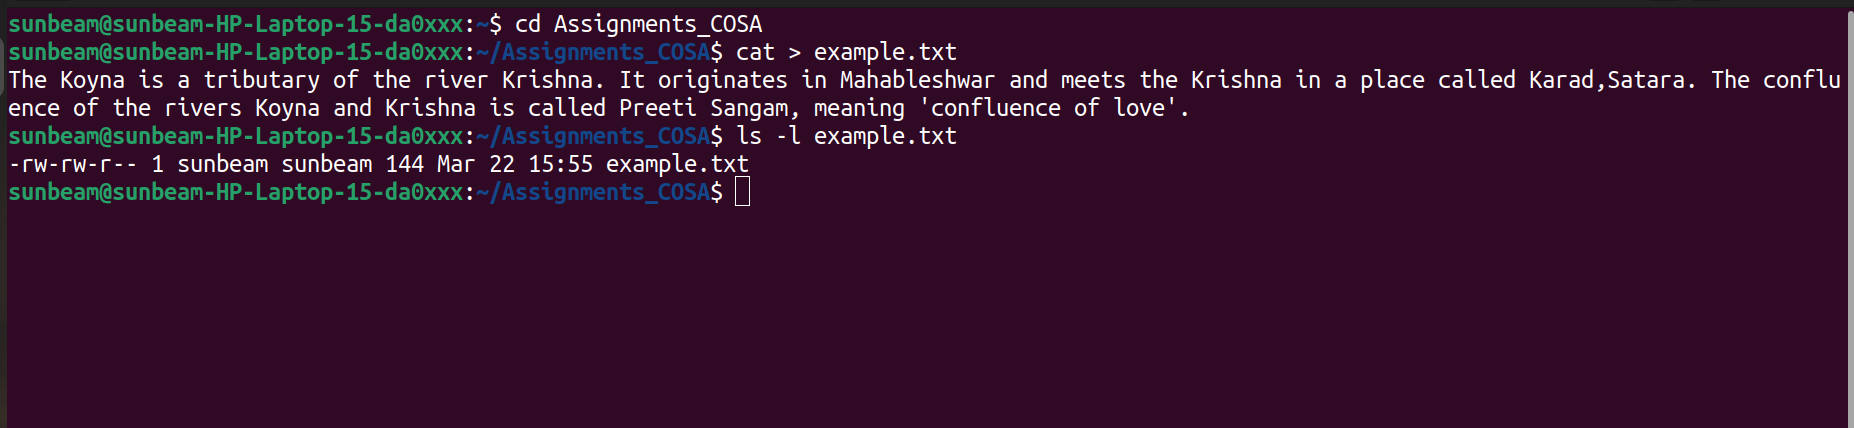 sunbeam@sunbeam-HP-Laptop-15-da0xxx:~$ cd Assignments_COSA
sunbeam@sunbeam-HP-Laptop-15-da0xxx:~/Assignments_COSA$ cat > example.txt
The Koyna is a tributary of the river Krishna. It originates in Mahableshwar and meets the Krishna in a place called Karad,Satara. The conflu
ence of the rivers Koyna and Krishna is called Preeti Sangam, meaning 'confluence of love'.
sunbeam@sunbeam-HP-Laptop-15-da0xxx:~/Assignments_COSA$ ls -l example.txt
-rw-rw-r-- 1 sunbeam sunbeam 144 Mar 22 15:55 example.txt
sunbeam@sunbeam-HP-Laptop-15-da0xxx:~/Assignments_COSA$